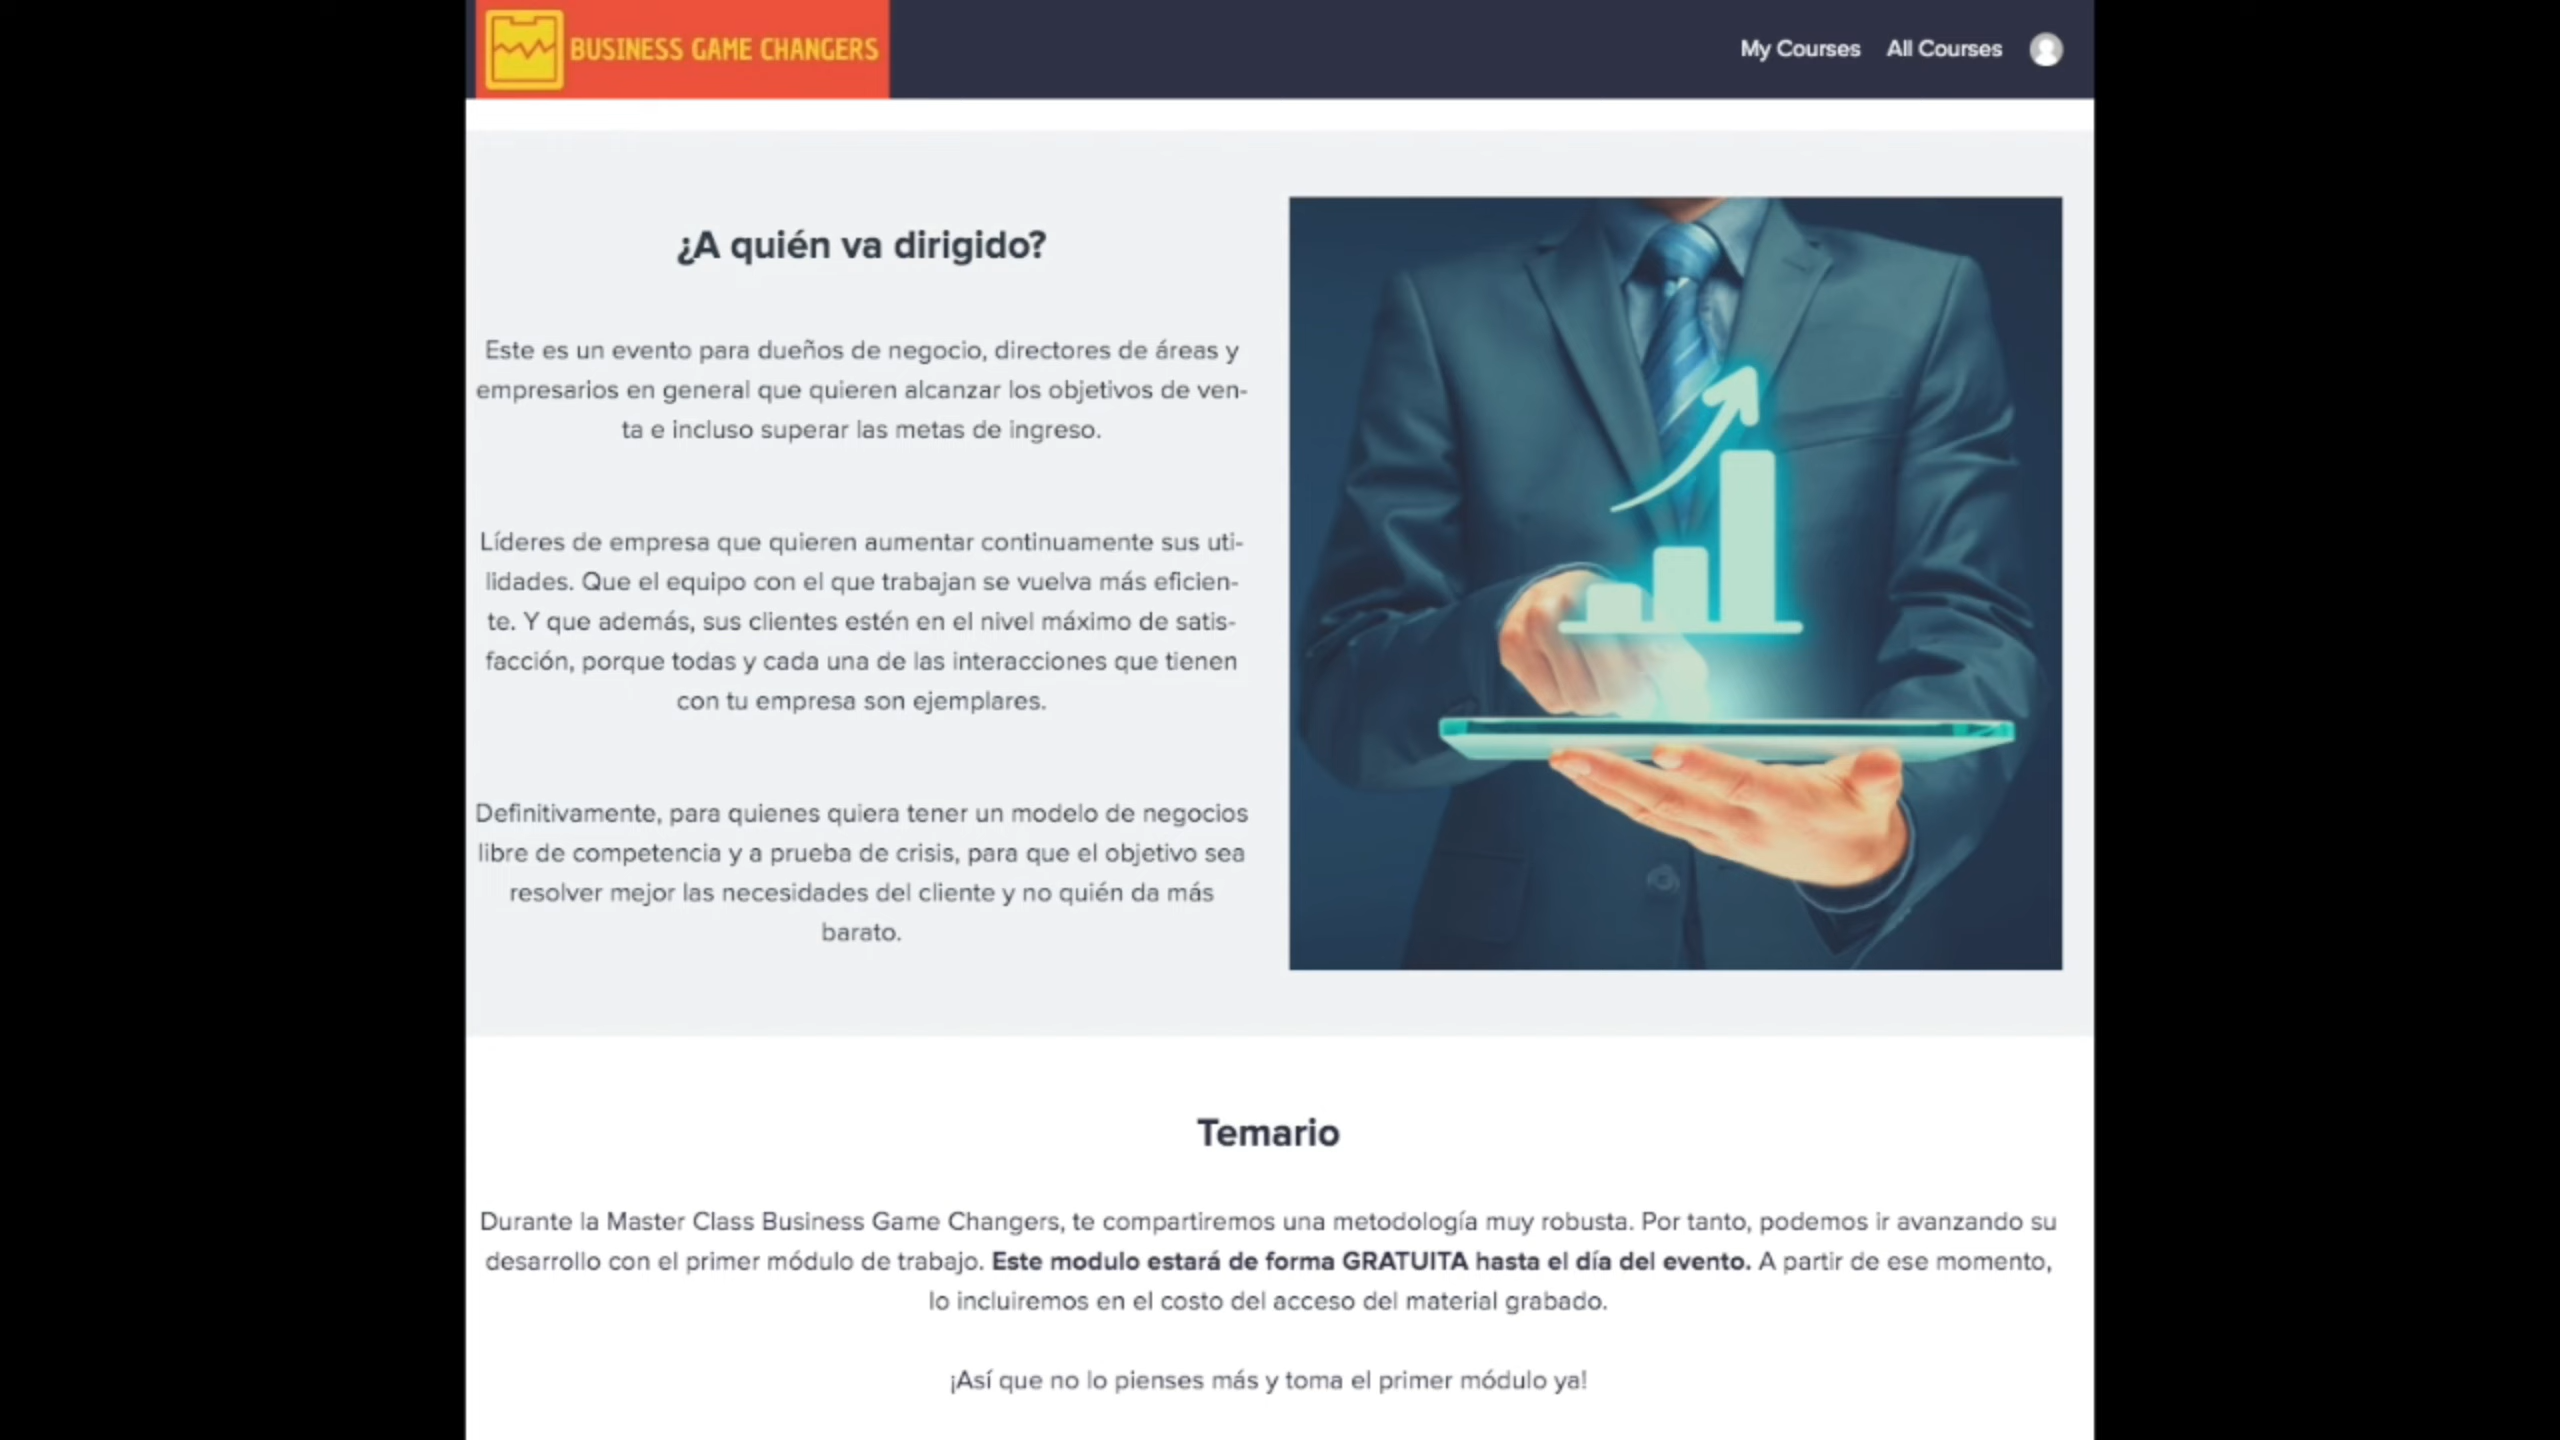 BUSINESS GAME CHANGERS
My Courses All Courses
¿A quién va dirigido?
Este es un evento para dueños de negocio, directores de áreas y
empresarios en general que quieren alcanzar los objetivos de ven-
ta e incluso superar las metas de ingreso.
Líderes de empresa que quieren aumentar continuamente sus uti-
lidades. Que el equipo con el que trabajan se vuelva más eficien-
te. Y que además, sus clientes estén en el nivel máximo de satis-
facción, porque todas y cada una de las interacciones que tienen
con tu empresa son ejemplares.
Definitivamente, para quienes quiera tener un modelo de negocios
libre de competencia y a prueba de crisis, para que el objetivo sea
resolver mejor las necesidades del cliente y no quién da más
barato.
Temario
Durante la Master Class Business Game Changers, te compartiremos una metodología muy robusta. Por tanto, podemos ir avanzando su
desarrollo con el primer módulo de trabajo. Este modulo estará de forma GRATUITA hasta el día del evento. A partir de ese momento,
lo incluiremos en el costo del acceso del material grabado.
¡Así que no lo pienses más y toma el primer módulo ya!